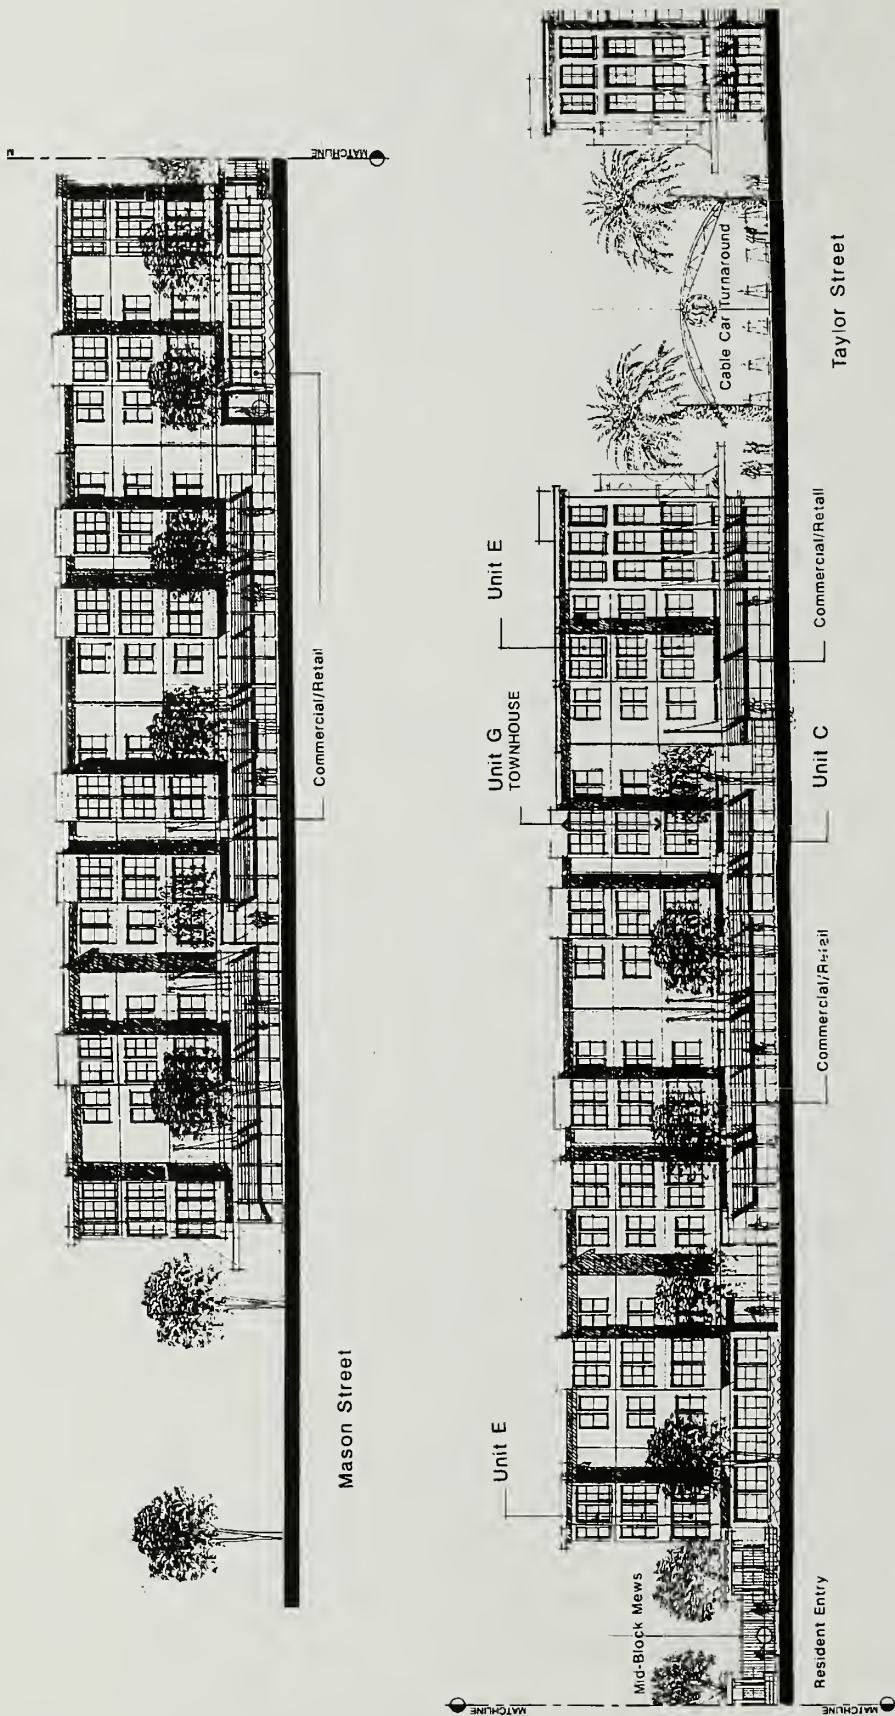 M
MATCHLINE
Commercial/Retail
Mason Street
Unit E
Mid-Block Mews
Resident Entry
MATCHLINE
MATCHLINE
Unit G
TOWNHOUSE
Unit E
Cable Car Turnaround
Commercial/Retail
Unit C
Commercial/Retail
Taylor Street